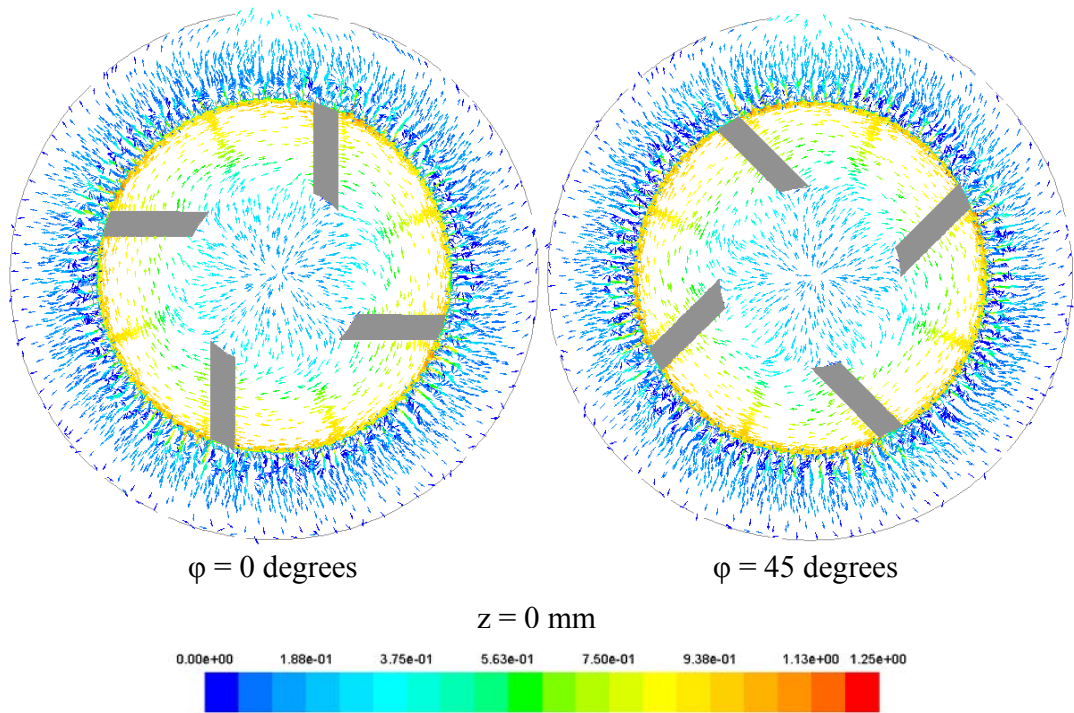 φ = 0 degrees
φ = 45 degrees
z = 0 mm
0.00e+00 1.88e-01 3.75e-01 5.63e-01 7.50e-01 9.38e-01 1.13e+00 1.25e+00